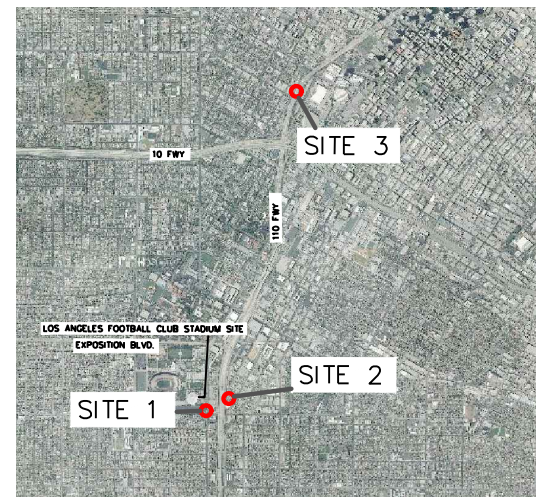 SITE 3
10 FWY
110 FWY
LOS ANGELES FOOTBALL CLUB STADIUM SITE
EXPOSITION BLVD.
SITE 2
SITE 1